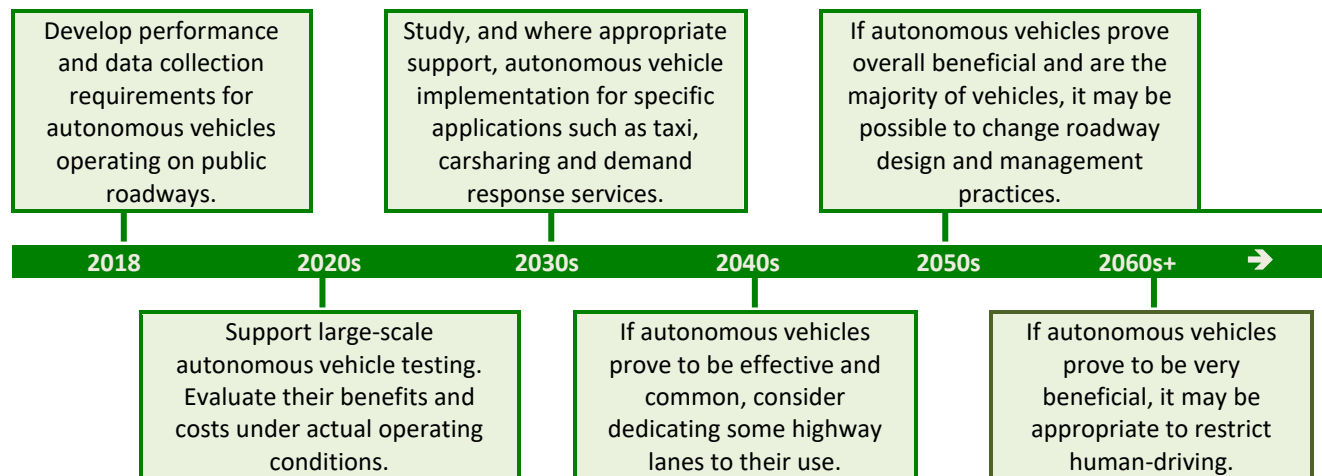 Develop performance
and data collection
requirements for
autonomous vehicles
operating on public
roadways.
Study, and where appropriate
support, autonomous vehicle
implementation for specific
applications such as taxi,
carsharing and demand
response services.
If autonomous vehicles prove
overall beneficial and are the
majority of vehicles, it may be
possible to change roadway
design and management
practices.
2018 2020s 2030s 2040s 2050s 2060s+ ➔
Support large-scale
autonomous vehicle testing.
Evaluate their benefits and
costs under actual operating
conditions.
If autonomous vehicles
prove to be effective and
common, consider
dedicating some highway
lanes to their use.
If autonomous vehicles
prove to be very
beneficial, it may be
appropriate to restrict
human-driving.